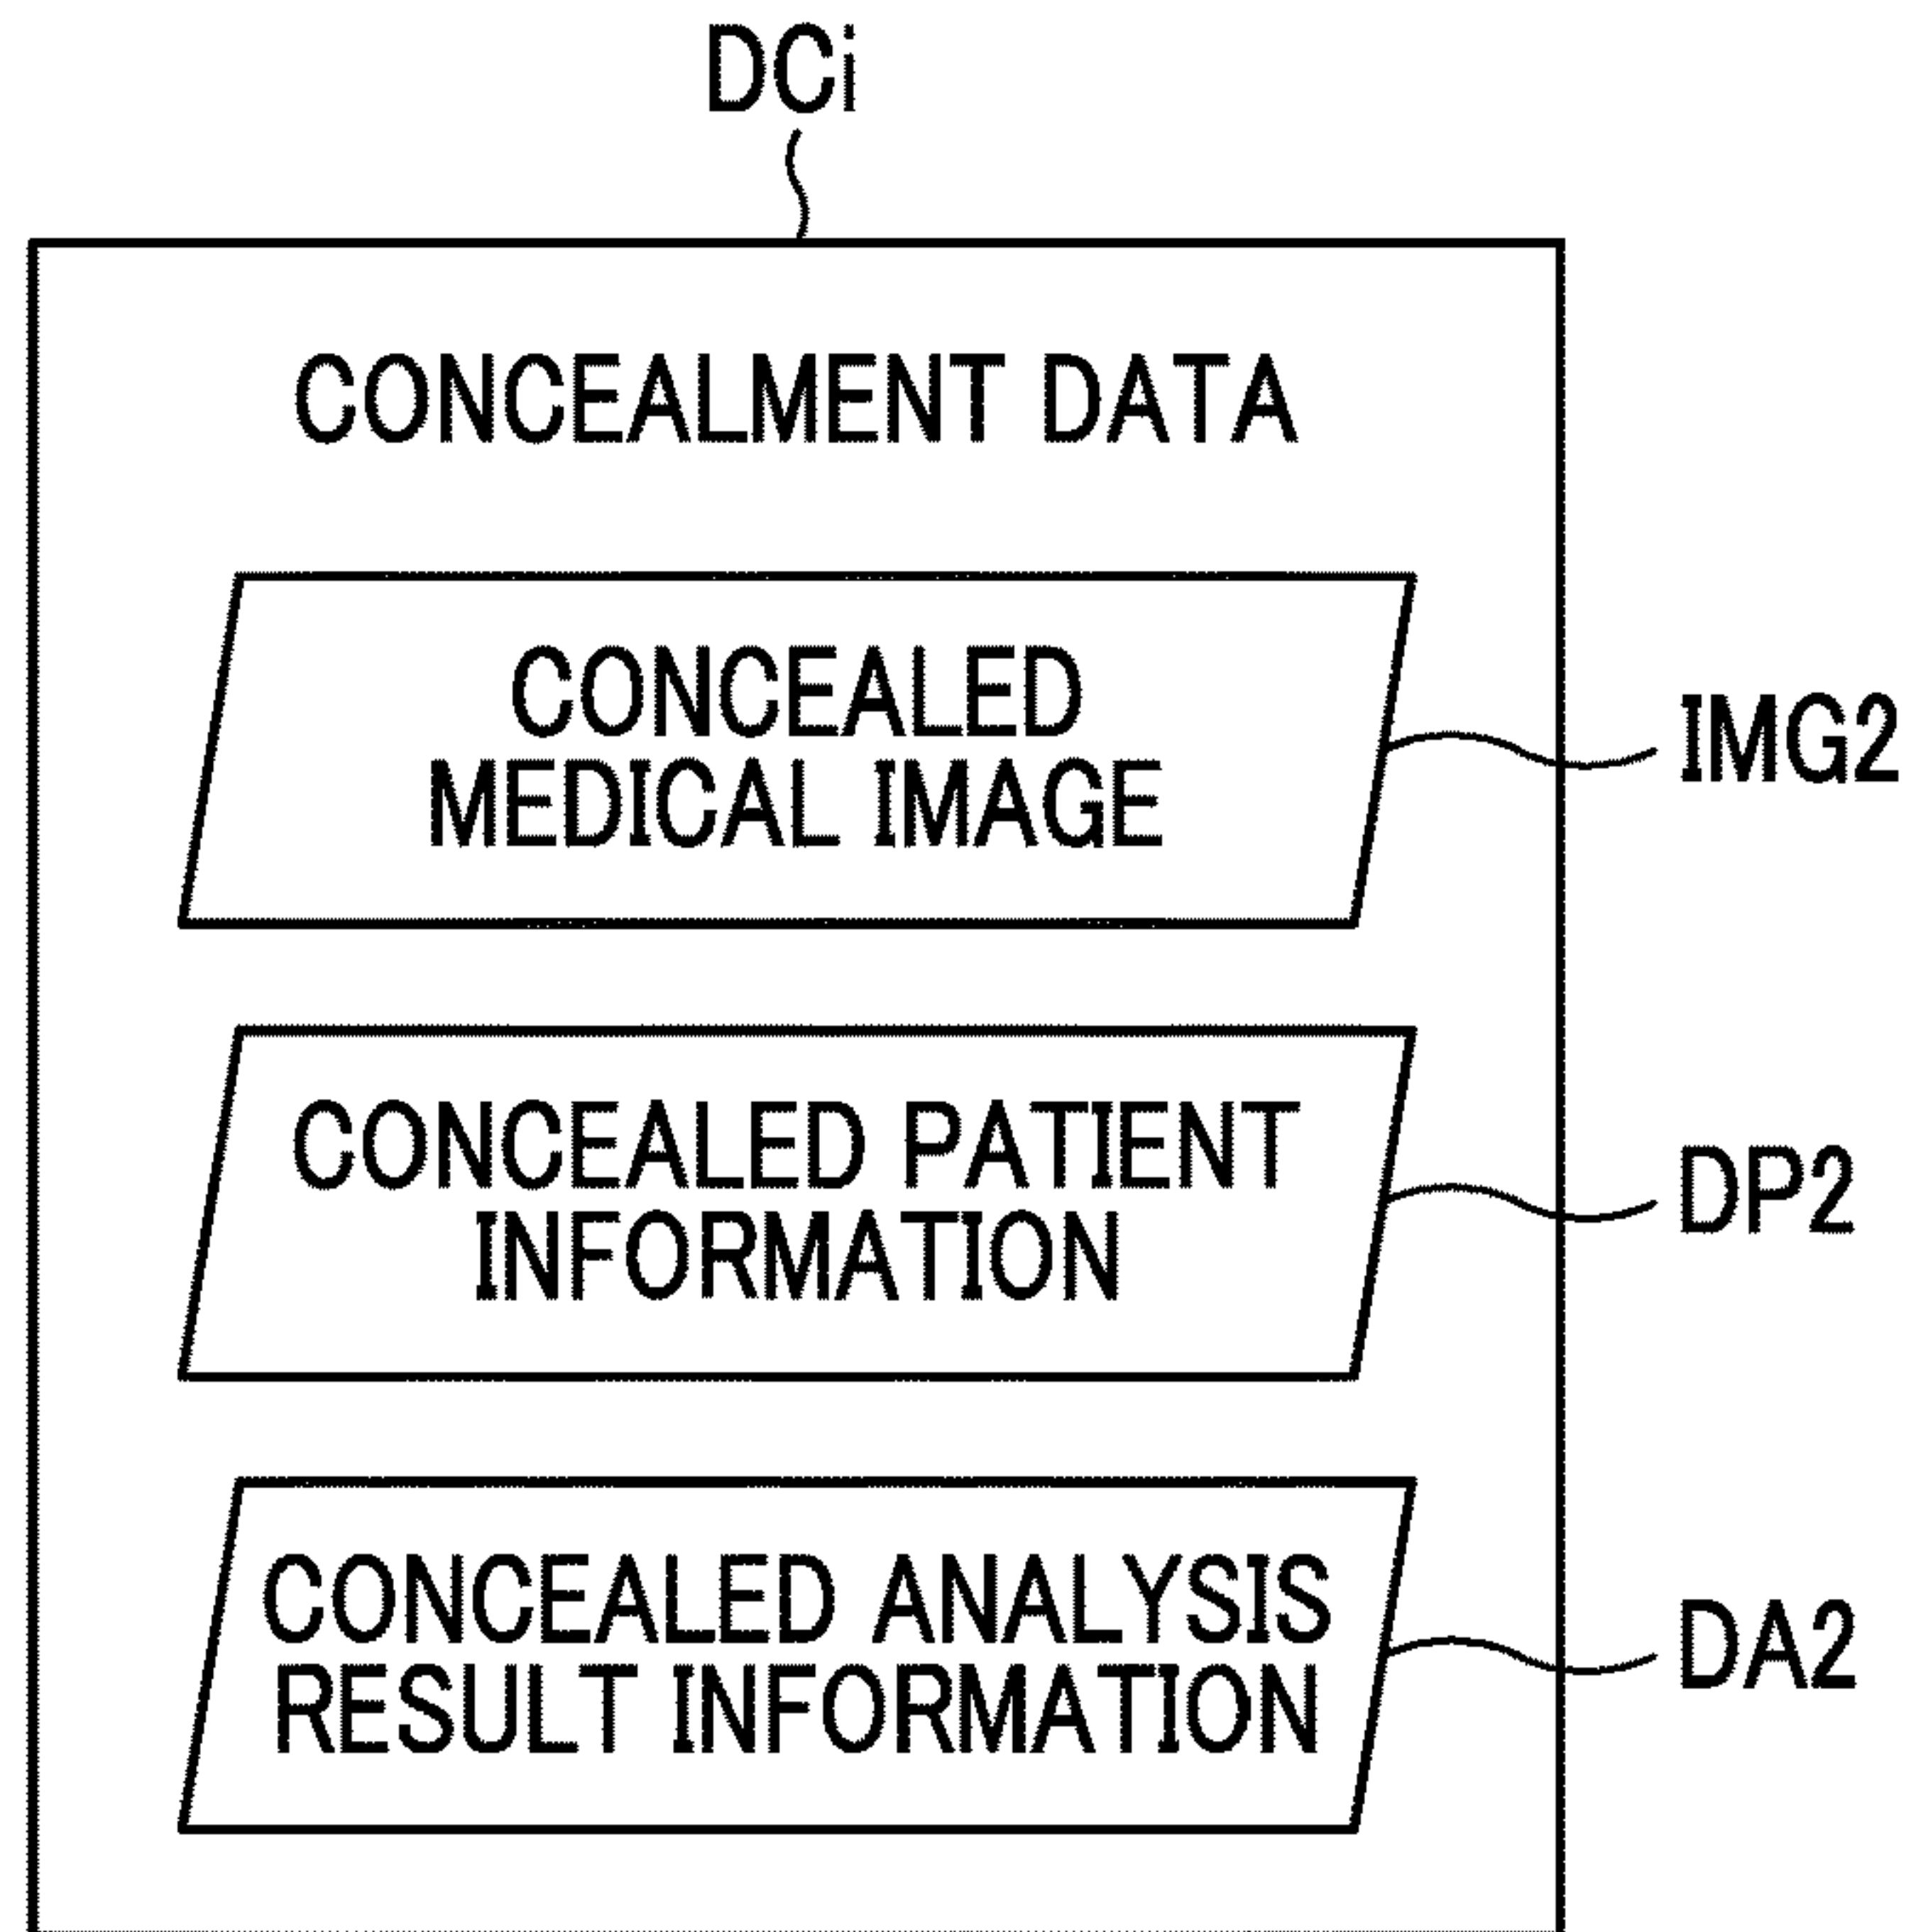 DCi
CONCEALMENT DATA
CONCEALED
MEDICAL IMAGE
IMG2
CONCEALED PATIENT
INFORMATION
DP2
CONCEALED ANALYSIS
RESULT INFORMATION
DA2